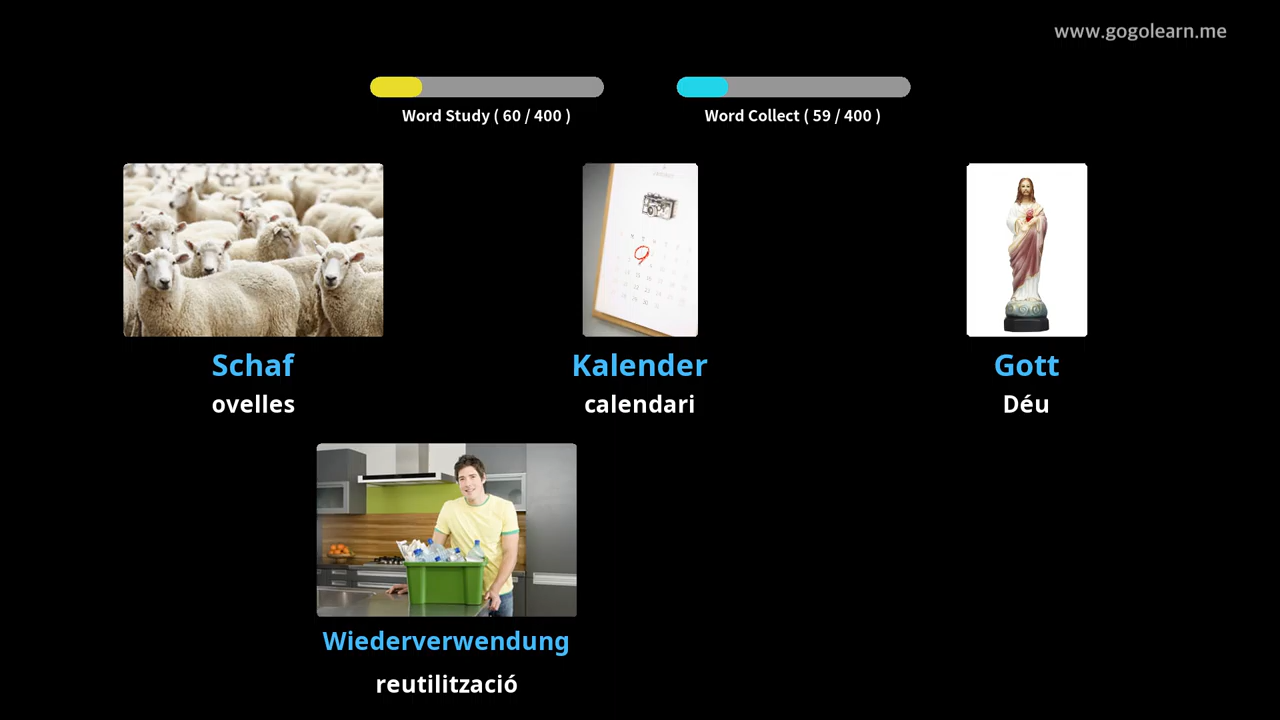 www.gogolearn.me
Word Study ( 60 / 400 )
Word Collect ( 59 / 400 )
Schaf
ovelles
Kalender
calendari
Gott
Déu
Wiederverwendung
reutilització